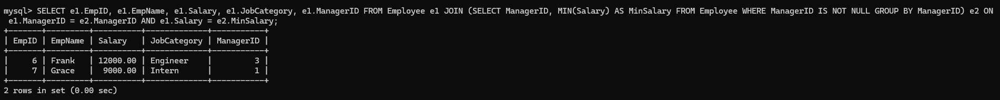 mysql> SELECT e1.EmpID, e1.EmpName, e1.Salary, e1.JobCategory, e1.ManagerID FROM Employee e1 JOIN (SELECT ManagerID, MIN(Salary) AS MinSalary FROM Employee WHERE ManagerID IS NOT NULL GROUP BY ManagerID) e2 ON
 e1.ManagerID = e2.ManagerID AND e1.Salary = e2.MinSalary;
+-------+---------+----------+-------------+-----------+
| EmpID | EmpName | Salary   | JobCategory | ManagerID |
+-------+---------+----------+-------------+-----------+
|     6 | Frank   | 12000.00 | Engineer    |         3 |
|     7 | Grace   |  9000.00 | Intern      |         1 |
+-------+---------+----------+-------------+-----------+
2 rows in set (0.00 sec)